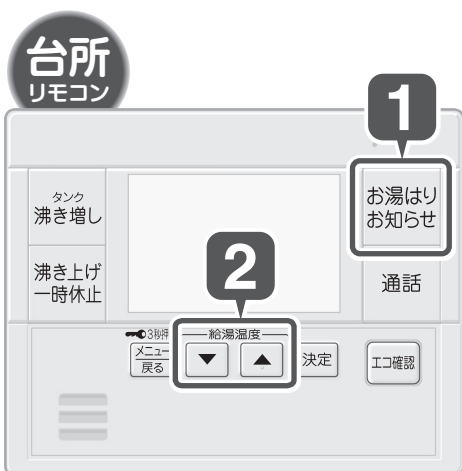 台所
リモコン
1
お湯はり
お知らせ
タンク
沸き増し
沸き上げ
一時休止
通話
2
3秒押
給湯温度
メニュー
戻る
▼
▲
決定
エコ確認